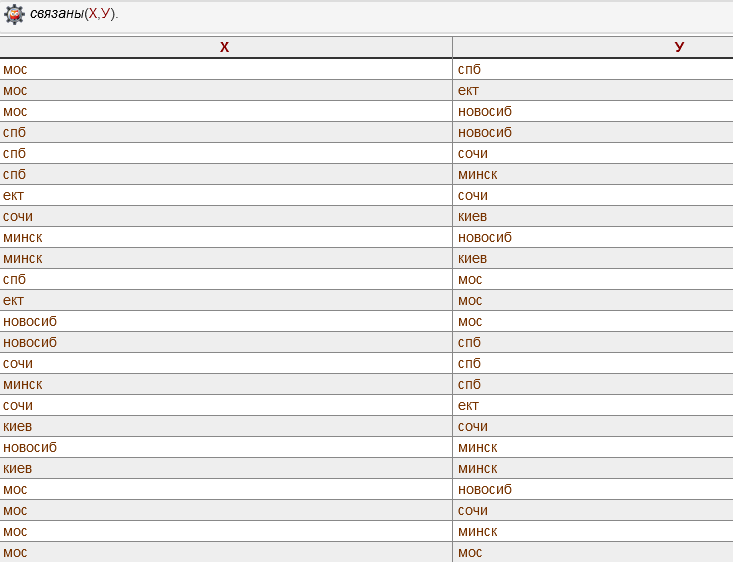 связаны(Х,У).
Х У
мос спб
мос ект
мос новосиб
спб новосиб
спб сочи
спб минск
ект сочи
сочи киев
минск новосиб
минск киев
спб мос
ект мос
новосиб мос
новосиб спб
сочи спб
минск спб
сочи ект
киев сочи
новосиб минск
киев минск
мос новосиб
мос сочи
мос минск
мос мос